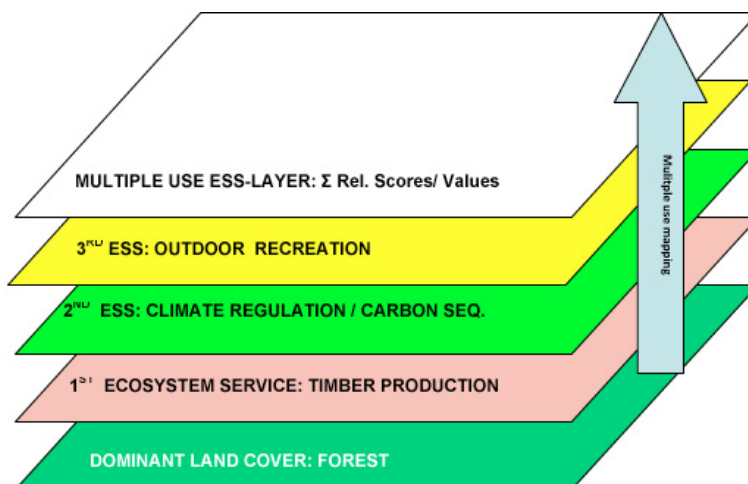 MULTIPLE USE ESS-LAYER: Σ Rel. Scores/ Values
3RD ESS: OUTDOOR RECREATION
2ND ESS: CLIMATE REGULATION / CARBON SEQ.
1ST ECOSYSTEM SERVICE: TIMBER PRODUCTION
DOMINANT LAND COVER: FOREST
Mulitple use mapping